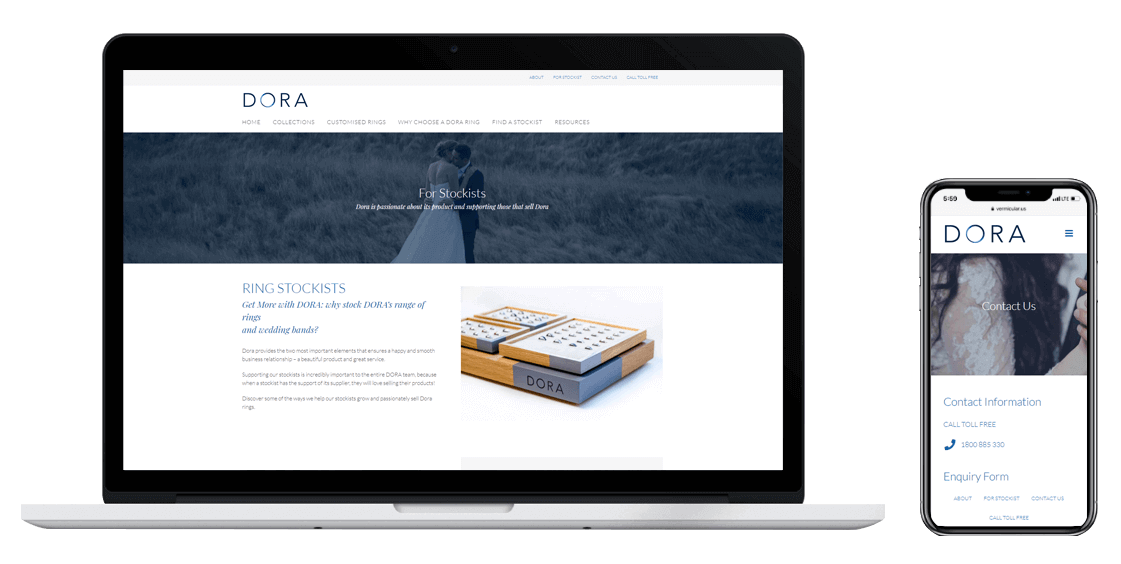 ABOUT FOR STOCKIST CONTACT US CALL TOLL FREE
DORA
HOME COLLECTIONS CUSTOMISED RINGS WHY CHOOSE A DORA RING FIND A STOCKIST RESOURCES
For Stockists
Dora is passionate about its product and supporting those that sell Dora
RING STOCKISTS
Get More with DORA: why stock DORA's range of
rings
and wedding bands?
Dora provides the two most important elements that ensures a happy and smooth
business relationship – a beautiful product and great service.
Supporting our stockists is incredibly important to the entire DORA team, because
when a stockist has the support of its supplier, they will love selling their products!
Discover some of the ways we help our stockists grow and passionately sell Dora
rings.
DORA
LTE
DORA
Contact Us
Contact Information
CALL TOLL FREE
1800 885 330
Enquiry Form
ABOUT FOR STOCKIST CONTACT US
CALL TOLL FREE